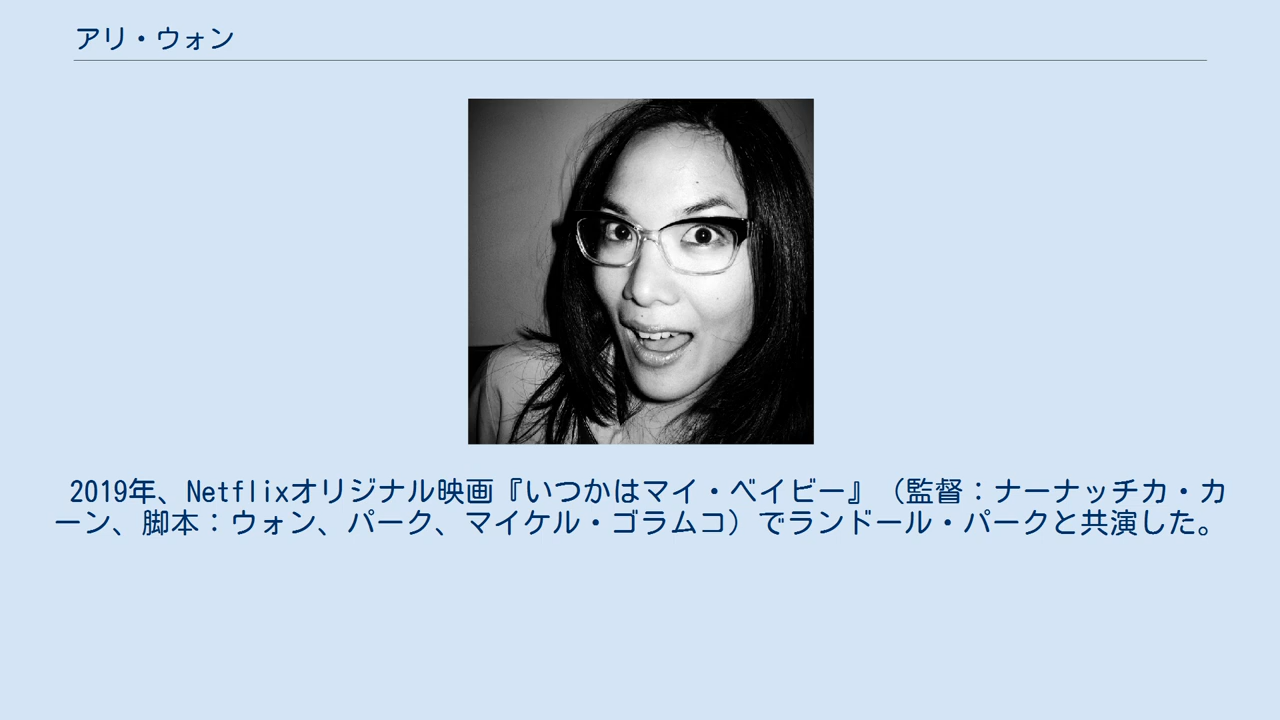 アリ・ウォン
2019年、Netflixオリジナル映画『いつかはマイ・ベイビー』（監督：ナーナッチカ・カ
ーン、脚本：ウォン、パーク、マイケル・ゴラムコ）でランドール・パークと共演した。